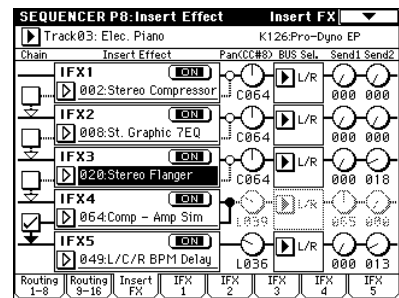 SEQUENCER P8:Insert Effect Insert FX
Track03: Elec. Piano K126:Pro-Dyno EP
Chain Insert Effect Pan(CC#8) BUS Sel. Send1 Send2
IFX1 ON
002:Stereo Compressor C064 L/R 000 000
IFX2 ON
008:St. Graphic 7EQ C064 L/R 000 000
IFX3 ON
020:Stereo Flanger C064 L/R 000 018
IFX4 ON
064:Comp - Amp Sim L/R
IFX5 ON
049:L/C/R BPM Delay L036 L/R 000 013
Routing 1-8 Routing 9-16 Insert FX IFX 1 IFX 2 IFX 3 IFX 4 IFX 5